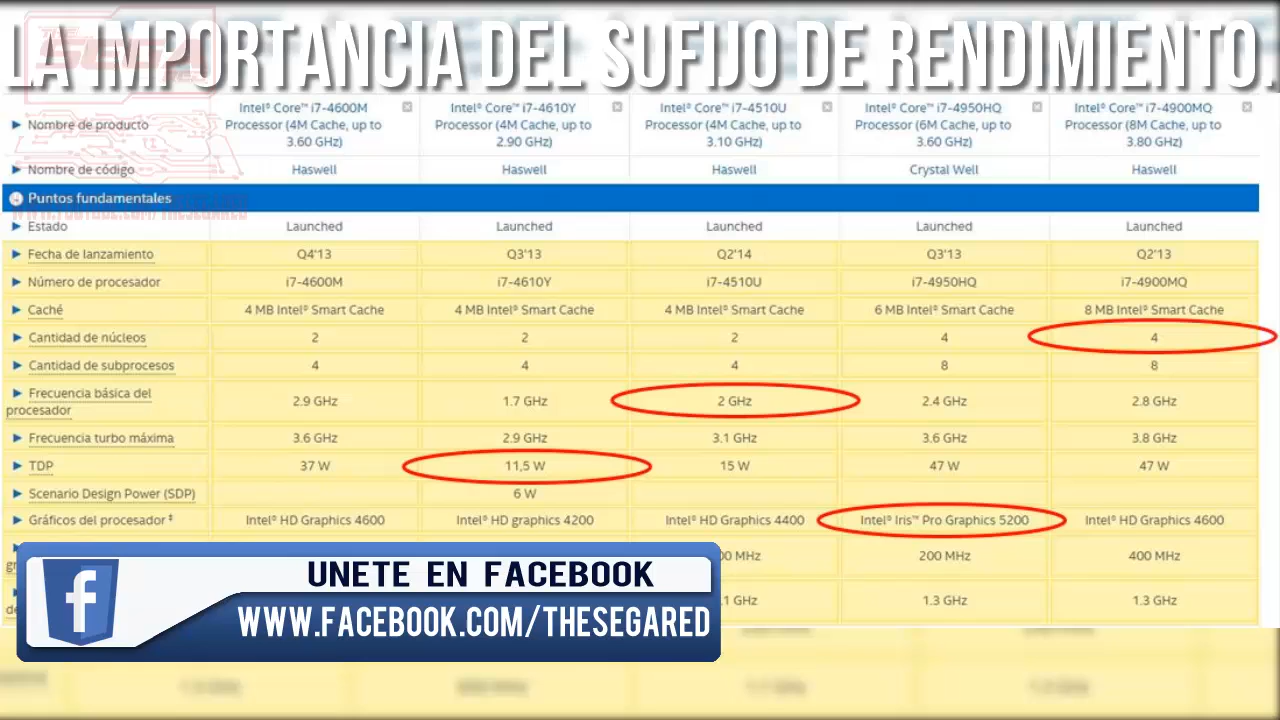 LA IMPORTANCIA DEL SUFIJO DE RENDIMIENTO.
THE
SEGA
RED
Nombre de producto
Intel® Core™ i7-4600M Processor (4M Cache, up to 3.60 GHz)
Intel® Core™ i7-4610Y Processor (4M Cache, up to 2.90 GHz)
Intel® Core™ i7-4510U Processor (4M Cache, up to 3.10 GHz)
Intel® Core™ i7-4950HQ Processor (6M Cache, up to 3.60 GHz)
Intel® Core™ i7-4900MQ Processor (8M Cache, up to 3.80 GHz)
Nombre de código Haswell Haswell Haswell Crystal Well Haswell
Puntos fundamentales
WWW.YOUTUBE.COM/THESEGARED
Estado Launched Launched Launched Launched Launched
Fecha de lanzamiento Q4'13 Q3'13 Q2'14 Q3'13 Q2'13
Número de procesador i7-4600M i7-4610Y i7-4510U i7-4950HQ i7-4900MQ
Caché 4 MB Intel® Smart Cache 4 MB Intel® Smart Cache 4 MB Intel® Smart Cache 6 MB Intel® Smart Cache 8 MB Intel® Smart Cache
Cantidad de núcleos 2 2 2 4 4
Cantidad de subprocesos 4 4 4 8 8
Frecuencia básica del
procesador 2.9 GHz 1.7 GHz 2 GHz 2.4 GHz 2.8 GHz
Frecuencia turbo máxima 3.6 GHz 2.9 GHz 3.1 GHz 3.6 GHz 3.8 GHz
TDP 37 W 11,5 W 15 W 47 W 47 W
Scenario Design Power (SDP) 6 W
Gráficos del procesador ‡ Intel® HD Graphics 4600 Intel® HD graphics 4200 Intel® HD Graphics 4400 Intel® Iris™ Pro Graphics 5200 Intel® HD Graphics 4600
MHz 200 MHz 400 MHz
GHz 1.3 GHz 1.3 GHz
UNETE EN FACEBOOK
WWW.FACEBOOK.COM/THESEGARED